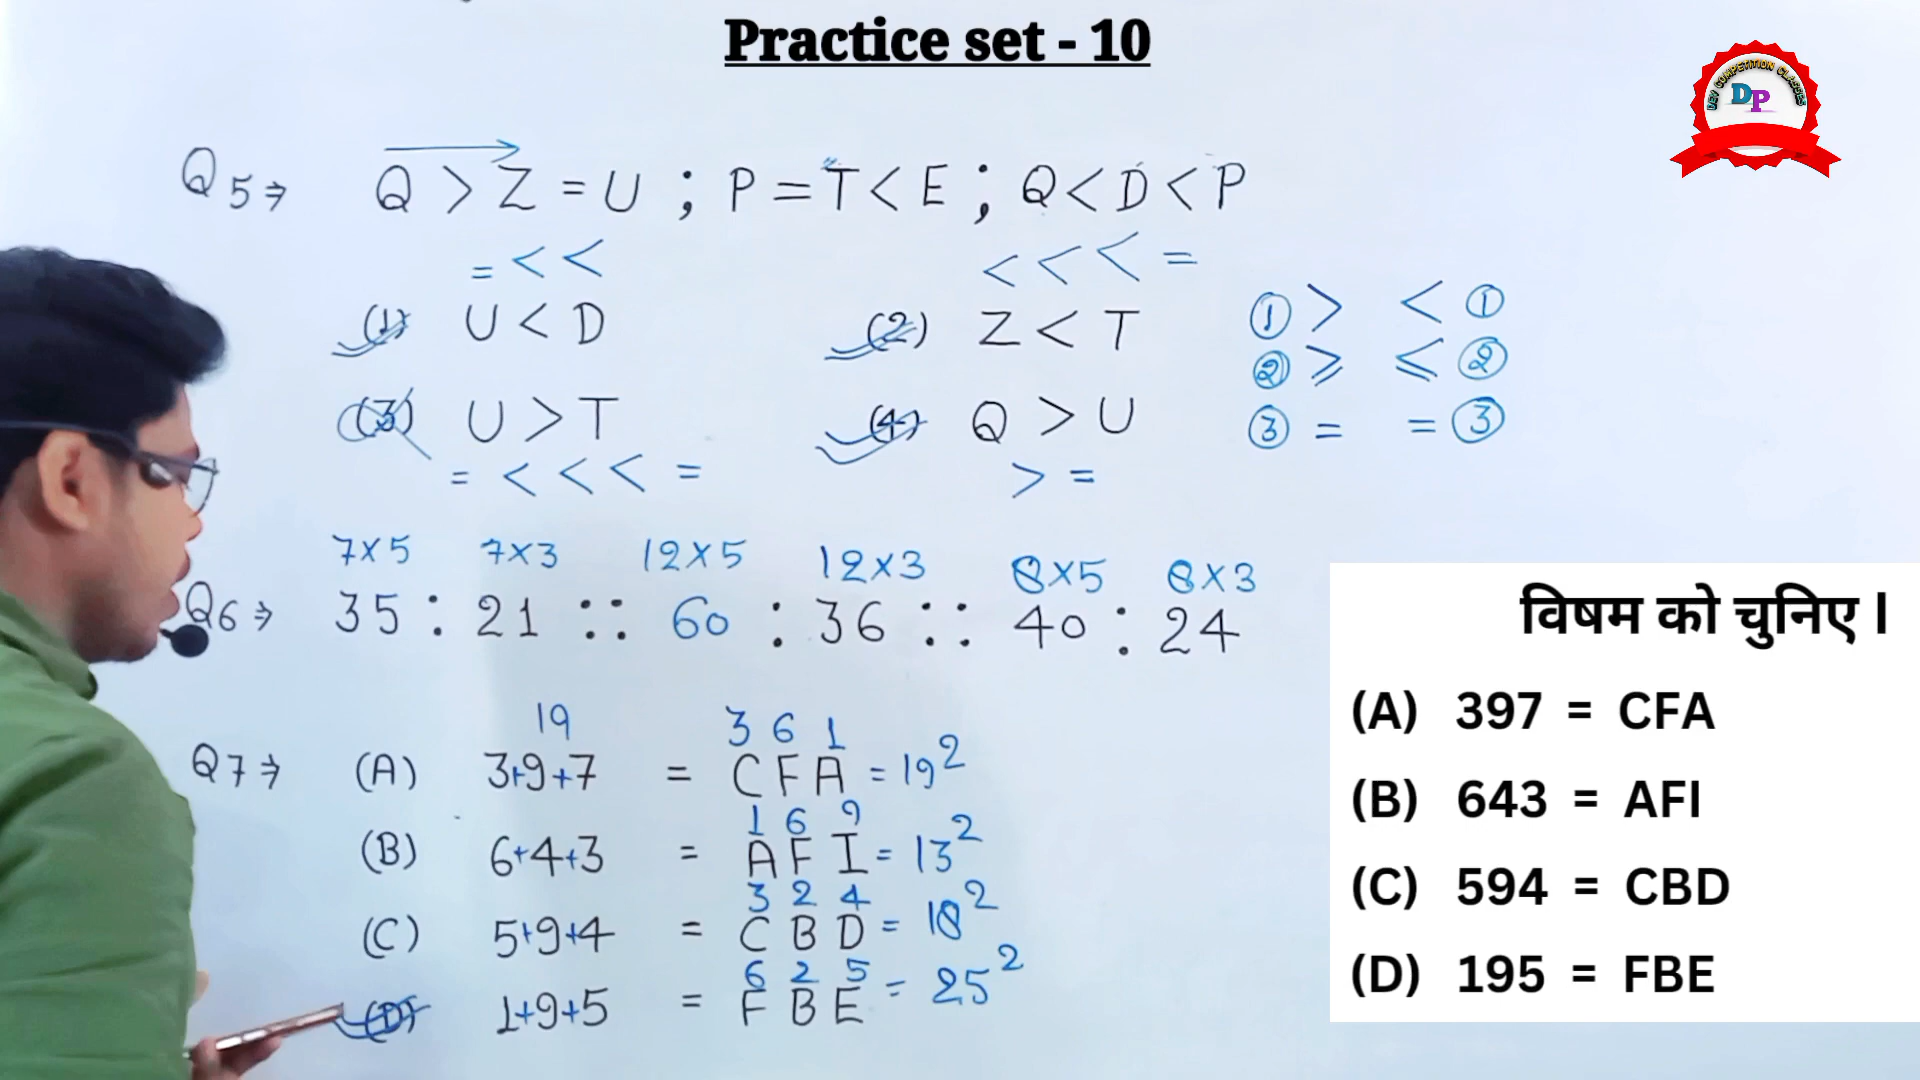 Practice set - 10
DEV COMPETITION CLASSES
DP
Q5⇒ Q > Z = U ; P = T < E ; Q < D < P
= < < < < < =
(1) U < D (2) Z < T
① > < ①
② ⩾ ⩽ ②
③ = = ③
(3) U > T (4) Q > U
= < < < = > =
7×5 7×3 12×5 12×3 8×5 8×3
Q6⇒ 35 : 21 :: 60 : 36 :: 40 : 24
19 3 6 1
Q7⇒ (A) 3+9+7 = CFA = 19²
1 6 9
(B) 6+4+3 = AFI = 13²
3 2 4
(C) 5+9+4 = CBD = 18²
6 2 5
(D) 1+9+5 = FBE = 25²
विषम को चुनिए ।
(A) 397 = CFA
(B) 643 = AFI
(C) 594 = CBD
(D) 195 = FBE